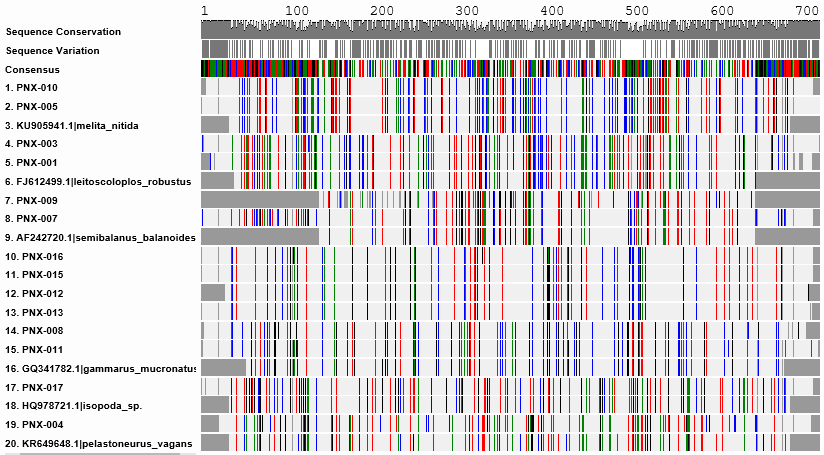 1 100 200 300 400 500 600 700
Sequence Conservation
Sequence Variation
Consensus
1. PNX-010
2. PNX-005
3. KU905941.1|melita_nitida
4. PNX-003
5. PNX-001
6. FJ612499.1|leitoscoloplos_robustus
7. PNX-009
8. PNX-007
9. AF242720.1|semibalanus_balanoides
10. PNX-016
11. PNX-015
12. PNX-012
13. PNX-013
14. PNX-008
15. PNX-011
16. GQ341782.1|gammarus_mucronatus
17. PNX-017
18. HQ978721.1|isopoda_sp.
19. PNX-004
20. KR649648.1|pelastoneurus_vagans